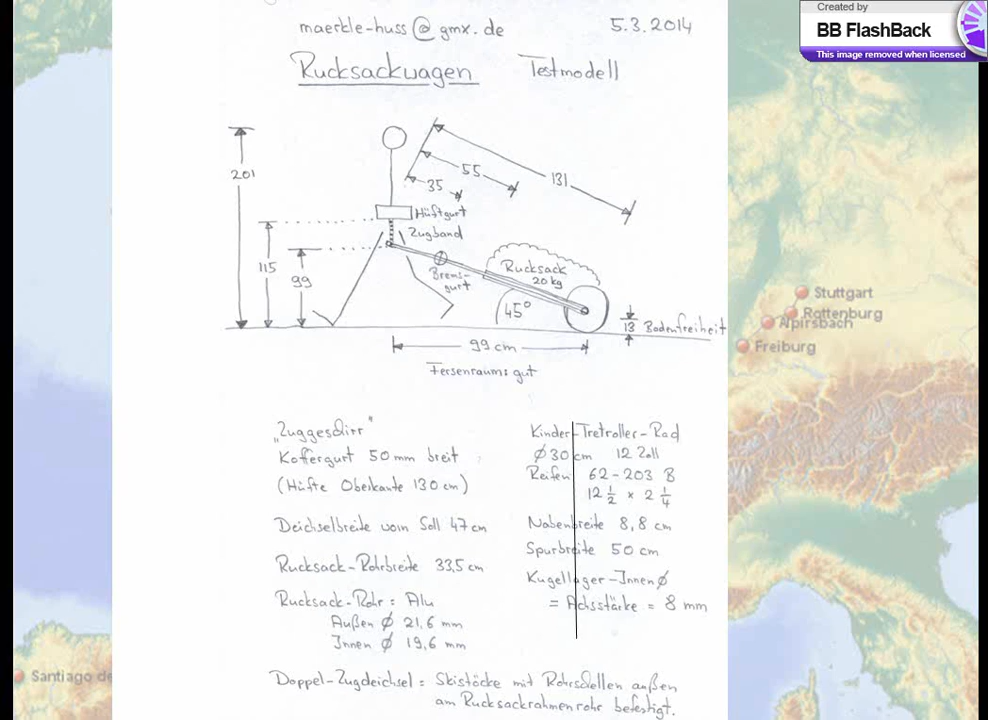 Created by
BB FlashBack
This image removed when licensed
maerkle-huss@gmx.de 5.3.2014
Rucksackwagen Testmodell
201
55
131
35
Hüftgurt
Zugband
115
99
Brems-
gurt
Rucksack
20 kg
45°
13 Bodenfreiheit
99 cm
Fersenraum: gut
Stuttgart
Rottenburg
Alpirsbach
Freiburg
„Zuggeschirr"
Koffergurt 50 mm breit
(Hüfte Oberkante 130 cm)
Deichselbreite vorn Soll 47 cm
Rucksack-Rohrbreite 33,5 cm
Rucksack-Rohr = Alu
Außen ϕ 21,6 mm
Innen ϕ 19,6 mm
Kinder-Tretroller-Rad
ϕ 30 cm 12 Zoll
Reifen 62-203 B
12 1/2 x 2 1/4
Nabenbreite 8,8 cm
Spurbreite 50 cm
Kugellager-Innen ϕ
= Achsstärke = 8 mm
Doppel-Zugdeichsel = Skistöcke mit Rohrschellen außen
am Rucksackrahmenrohr befestigt.
Santiago de